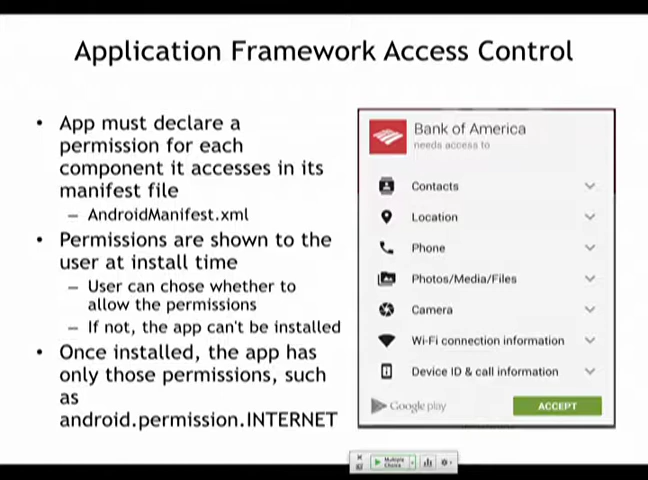 Application Framework Access Control
• App must declare a
permission for each
component it accesses in its
manifest file
– AndroidManifest.xml
• Permissions are shown to the
user at install time
– User can chose whether to
allow the permissions
– If not, the app can't be installed
• Once installed, the app has
only those permissions, such
as
android.permission.INTERNET
Bank of America
needs access to
Contacts
Location
Phone
Photos/Media/Files
Camera
Wi-Fi connection information
Device ID & call information
Google play
ACCEPT
Multiple
Choice